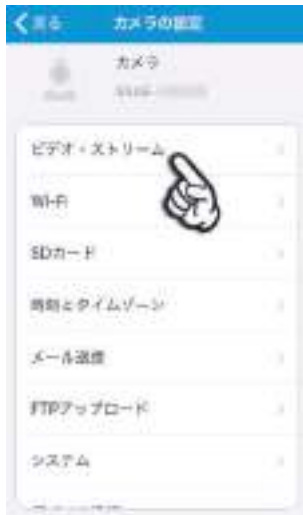 戻る カメラの設定
カメラ
ビデオ・ストリーム
Wi-Fi
SDカード
時刻とタイムゾーン
メール送信
FTPアップロード
システム